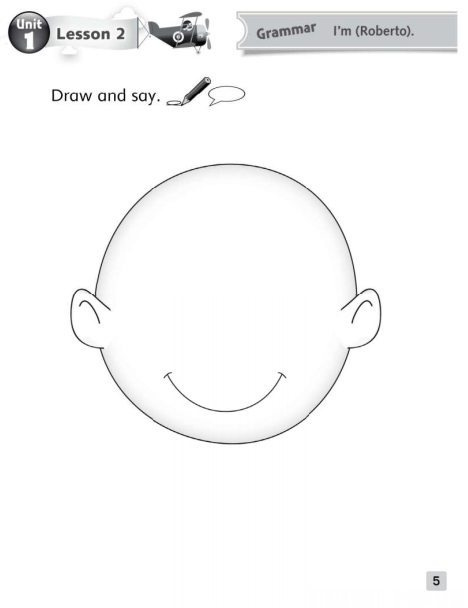 Unit
1
Lesson 2
Grammar I'm (Roberto).
Draw and say.
5